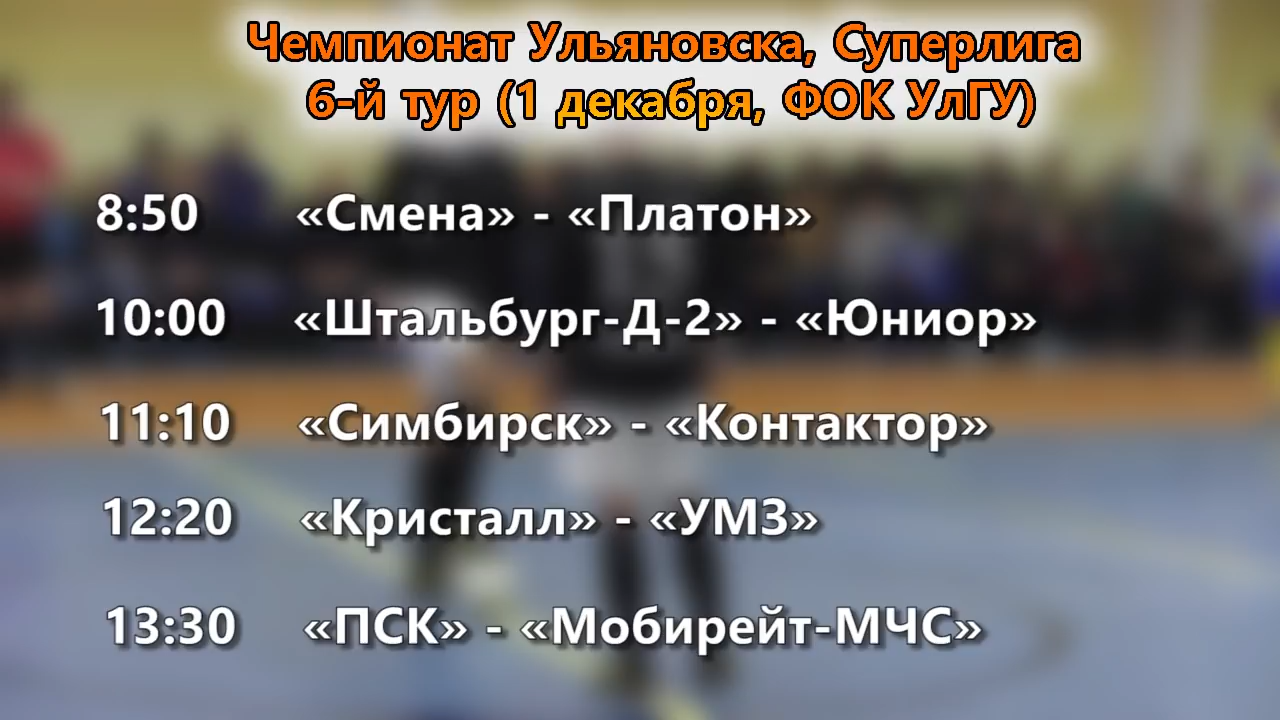 Чемпионат Ульяновска, Суперлига
6-й тур (1 декабря, ФОК УлГУ)
8:50 «Смена» - «Платон»
10:00 «Штальбург-Д-2» - «Юниор»
11:10 «Симбирск» - «Контактор»
12:20 «Кристалл» - «УМЗ»
13:30 «ПСК» - «Мобирейт-МЧС»